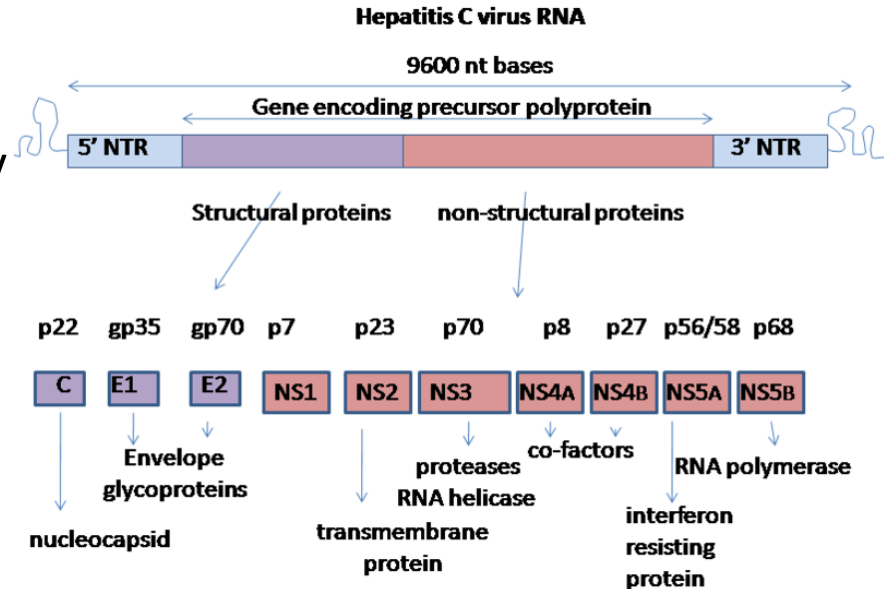 Hepatitis C virus RNA
9600 nt bases
Gene encoding precursor polyprotein
5' NTR 3' NTR
Structural proteins non-structural proteins
p22 gp35 gp70 p7 p23 p70 p8 p27 p56/58 p68
C E1 E2 NS1 NS2 NS3 NS4A NS4B NS5A NS5B
Envelope
glycoproteins
nucleocapsid
transmembrane
protein
proteases
RNA helicase
co-factors
interferon
resisting
protein
RNA polymerase